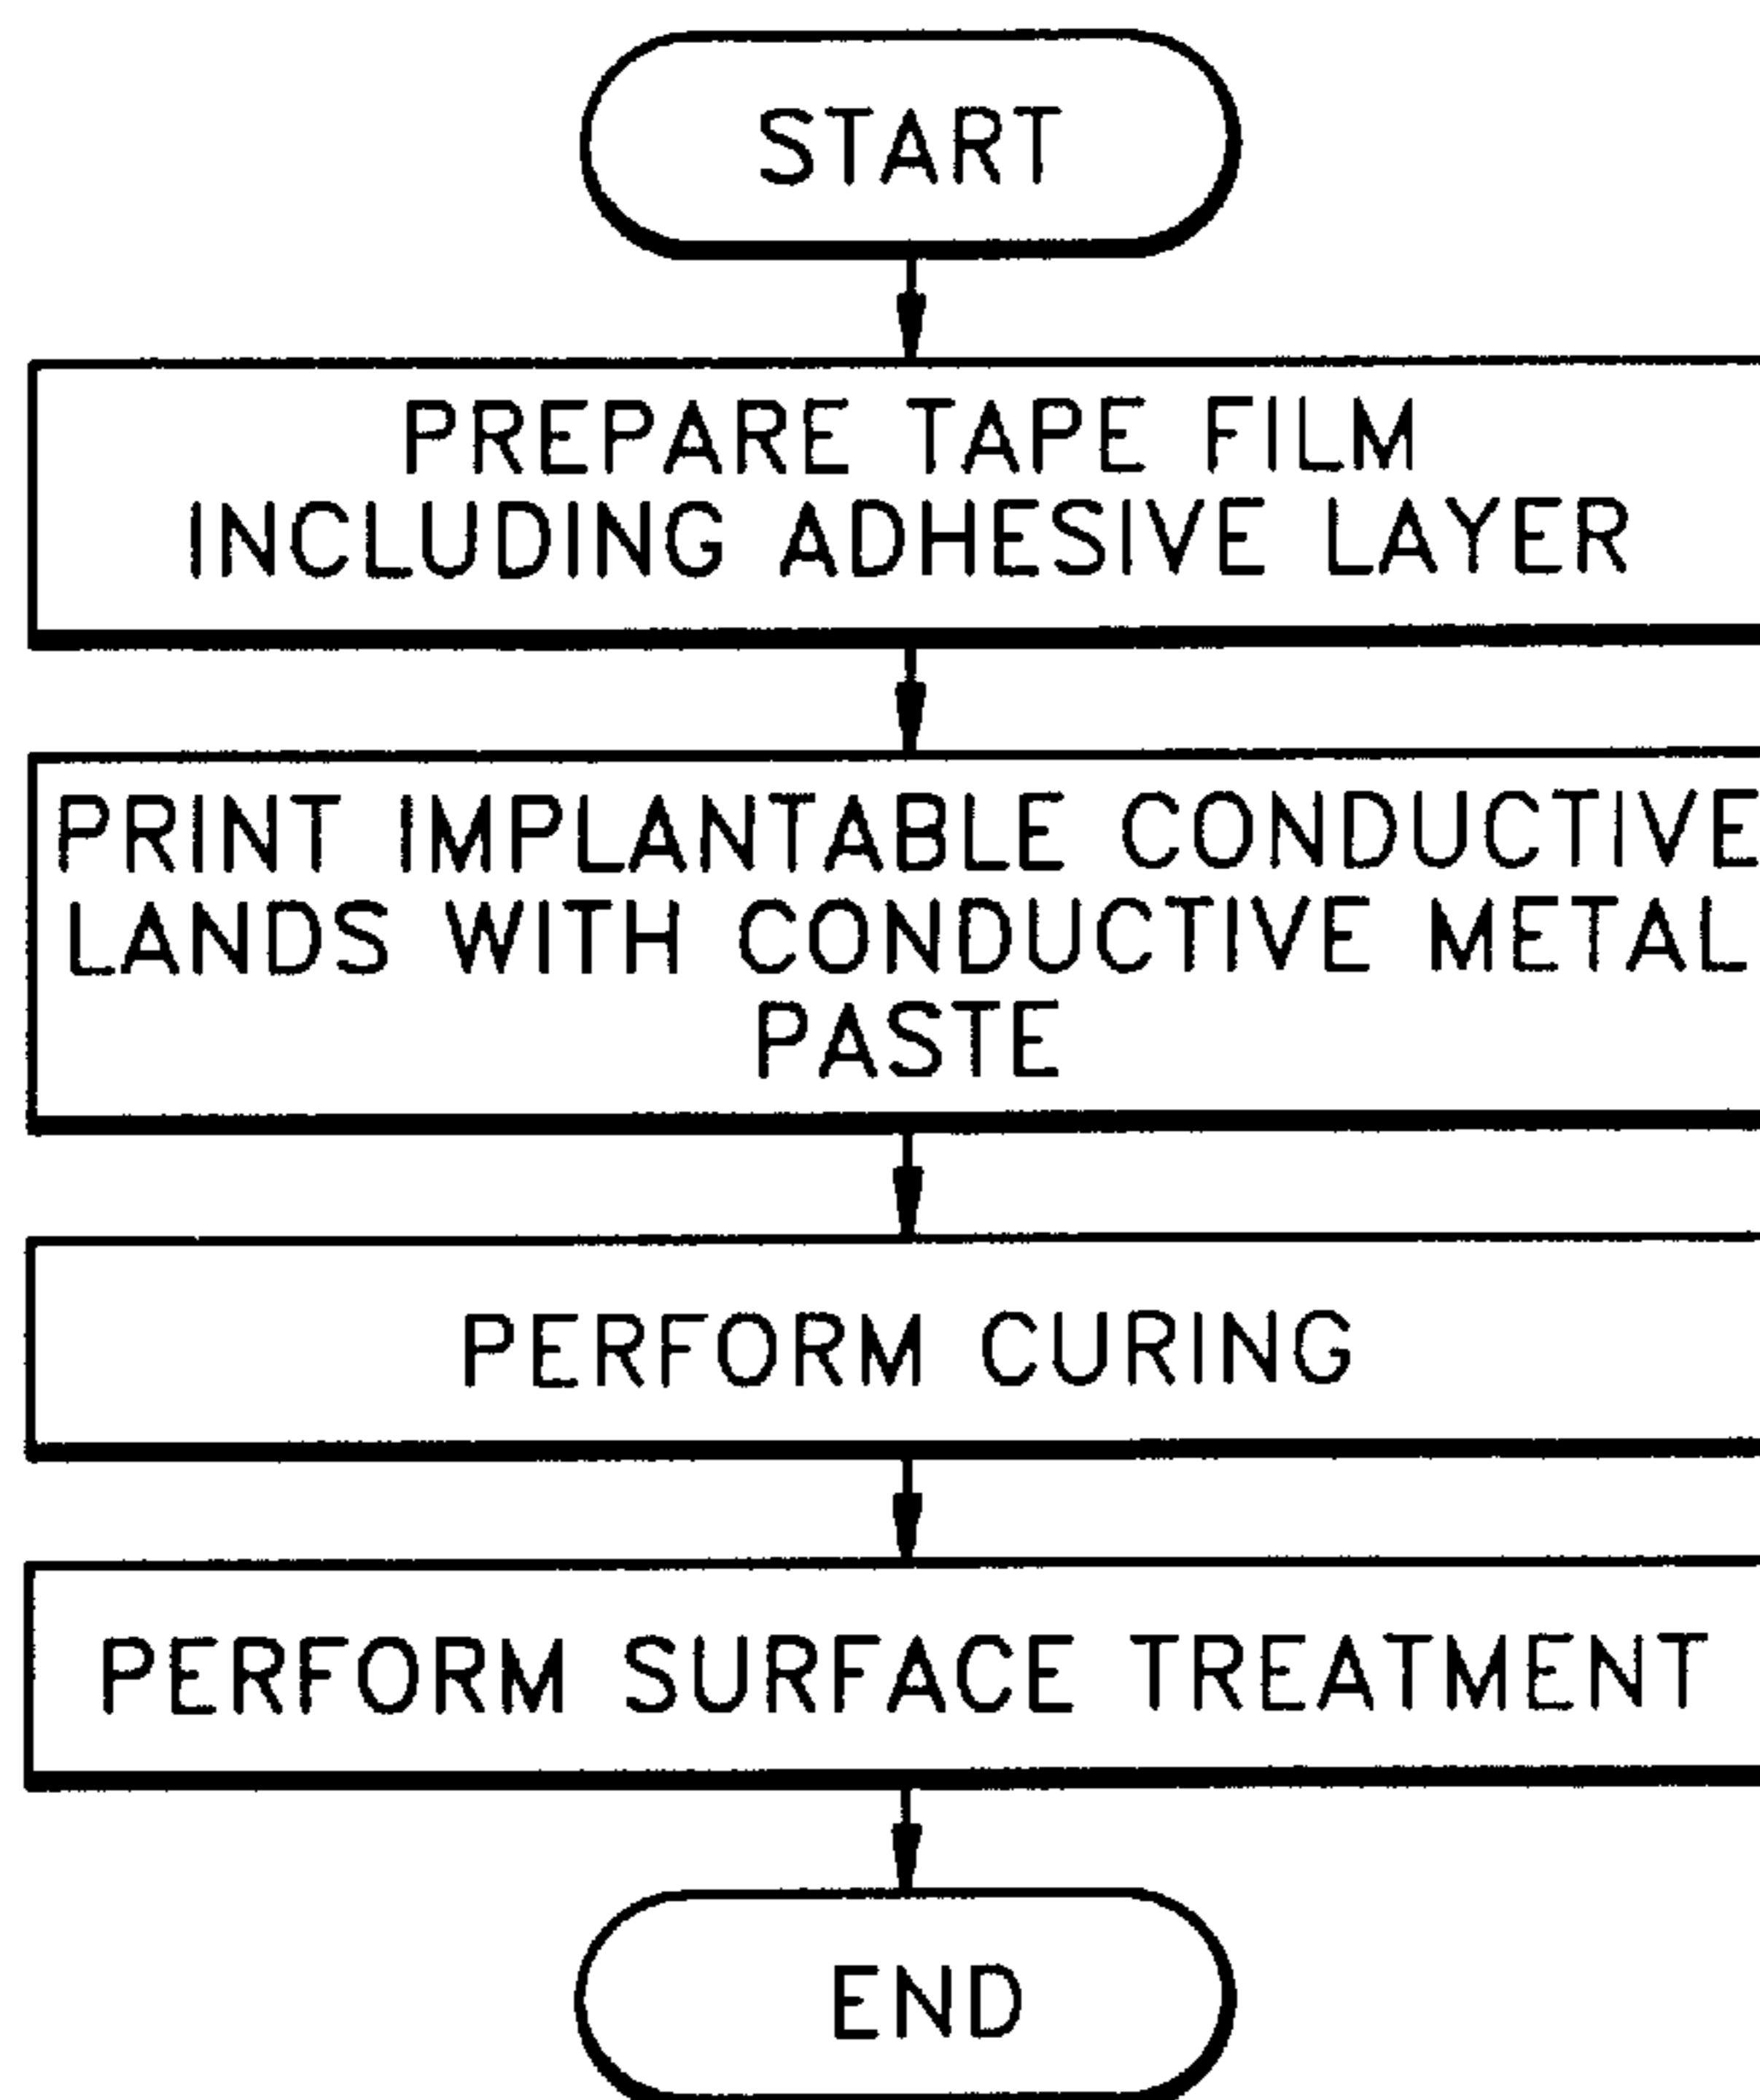 START
PREPARE TAPE FILM
INCLUDING ADHESIVE LAYER
PRINT IMPLANTABLE CONDUCTIVE
LANDS WITH CONDUCTIVE METAL
PASTE
PERFORM CURING
PERFORM SURFACE TREATMENT
END